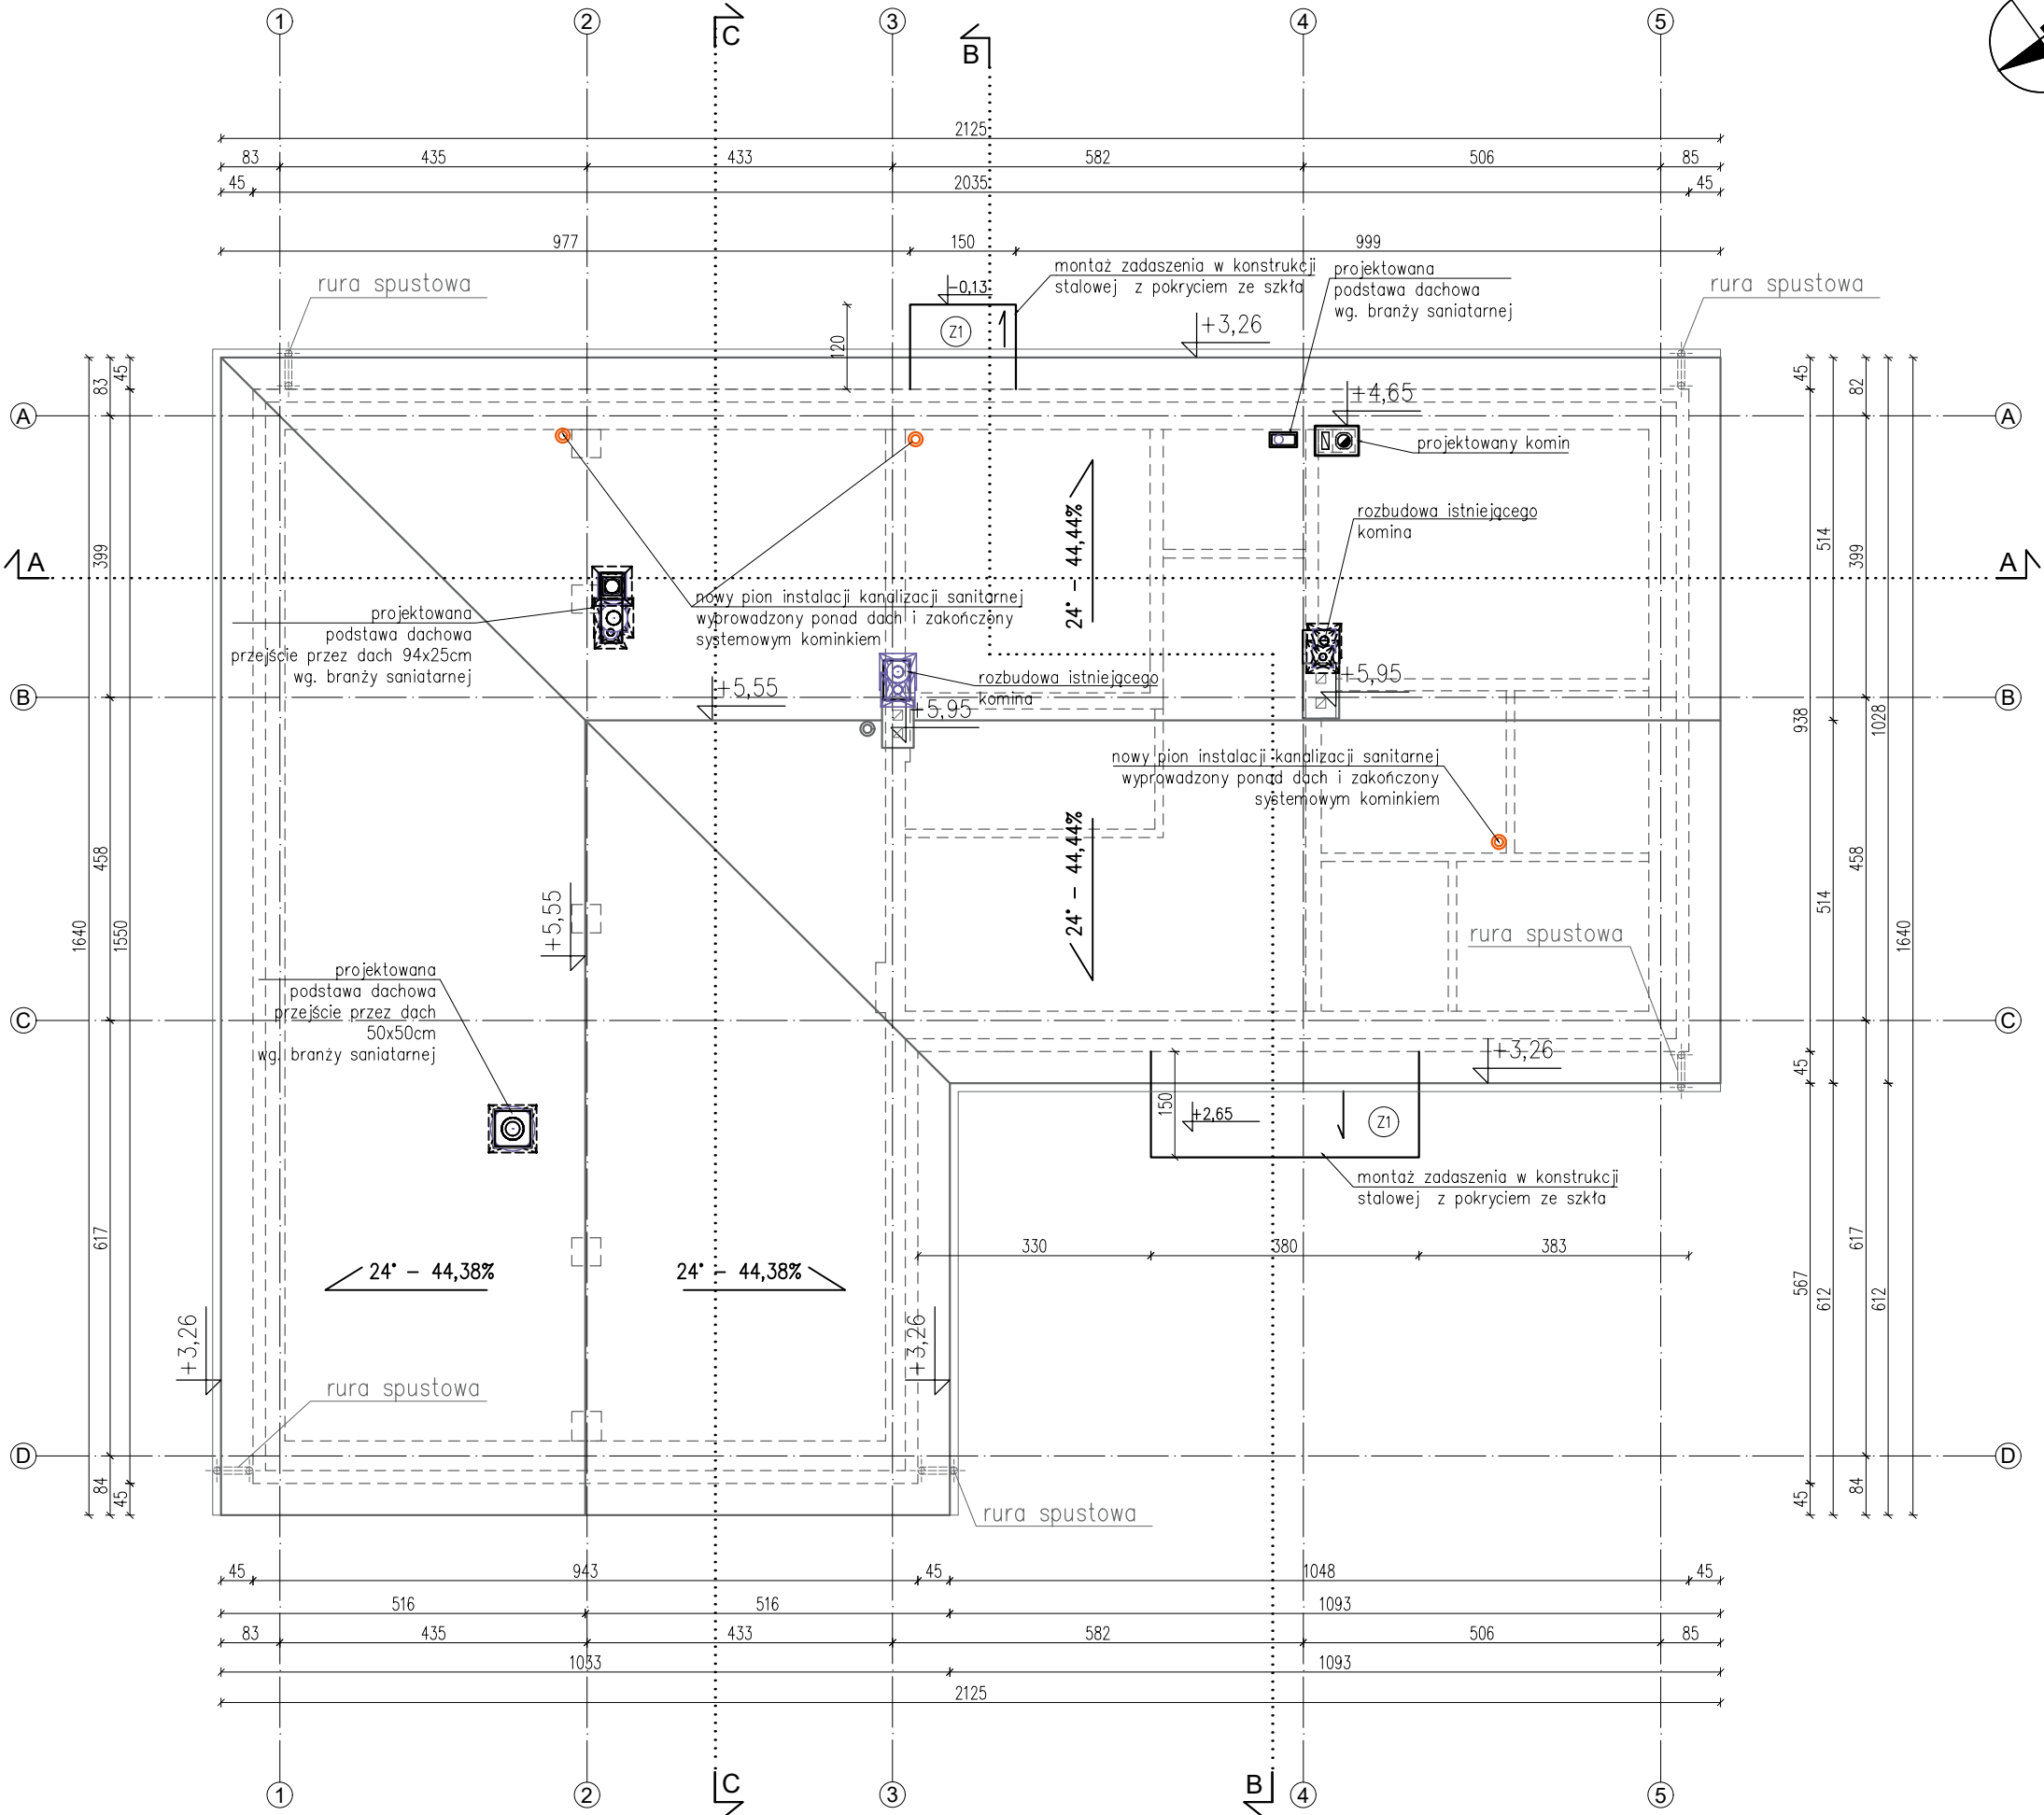 1 2 C 3 B 4 5
2125
83 435 433 582 506 85
45 2035 45
977 150 999
rura spustowa
montaż zadaszenia w konstrukcji
stalowej z pokryciem ze szkła
projektowana
podstawa dachowa
wg. branży saniatarnej
rura spustowa
-0,13
Z1
120
+3,26
+4,65
projektowany komin
A A
83 45
45 82
rozbudowa istniejącego
komina
24° - 44,44%
399
514 399
A A
projektowana
podstawa dachowa
przejście przez dach 94x25cm
wg. branży saniatarnej
nowy pion instalacji kanalizacji sanitarnej
wyprowadzony ponad dach i zakończony
systemowym kominkiem
rozbudowa istniejącego
komina
+5,55
+5,95
+5,95
B B
938 1028
nowy pion instalacji kanalizacji sanitarnej
wyprowadzony ponad dach i zakończony
systemowym kominkiem
24° - 44,44%
458
458
+5,55
1640 1550
514 1640
rura spustowa
projektowana
podstawa dachowa
przejście przez dach
50x50cm
wg. branży saniatarnej
C C
+3,26
45
150
+2,65
Z1
montaż zadaszenia w konstrukcji
stalowej z pokryciem ze szkła
617
617
330 380 383
24° - 44,38%
24° - 44,38%
567 612 612
+3,26
+3,26
rura spustowa
D D
84 45
45 84
rura spustowa
45 943 45 1048 45
516 516 1093
83 435 433 582 506 85
1033 1093
2125
1 2 C 3 B 4 5